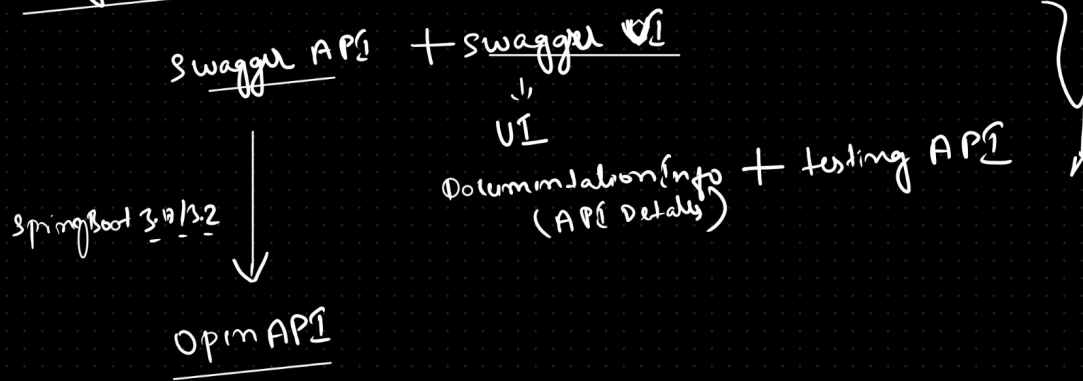 Swagger API + Swagger UI
UI
Documentation Info + testing API
(API Details)
SpringBoot 3.0/3.2
Open API